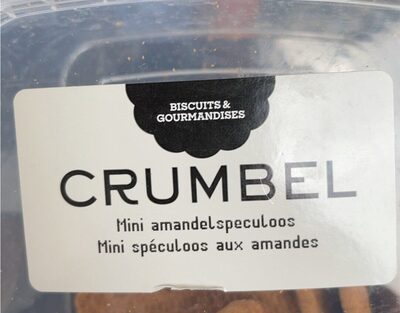 BISCUITS &
GOURMANDISES
CRUMBEL
Mini amandelspeculoos
Mini spéculoos aux amandes